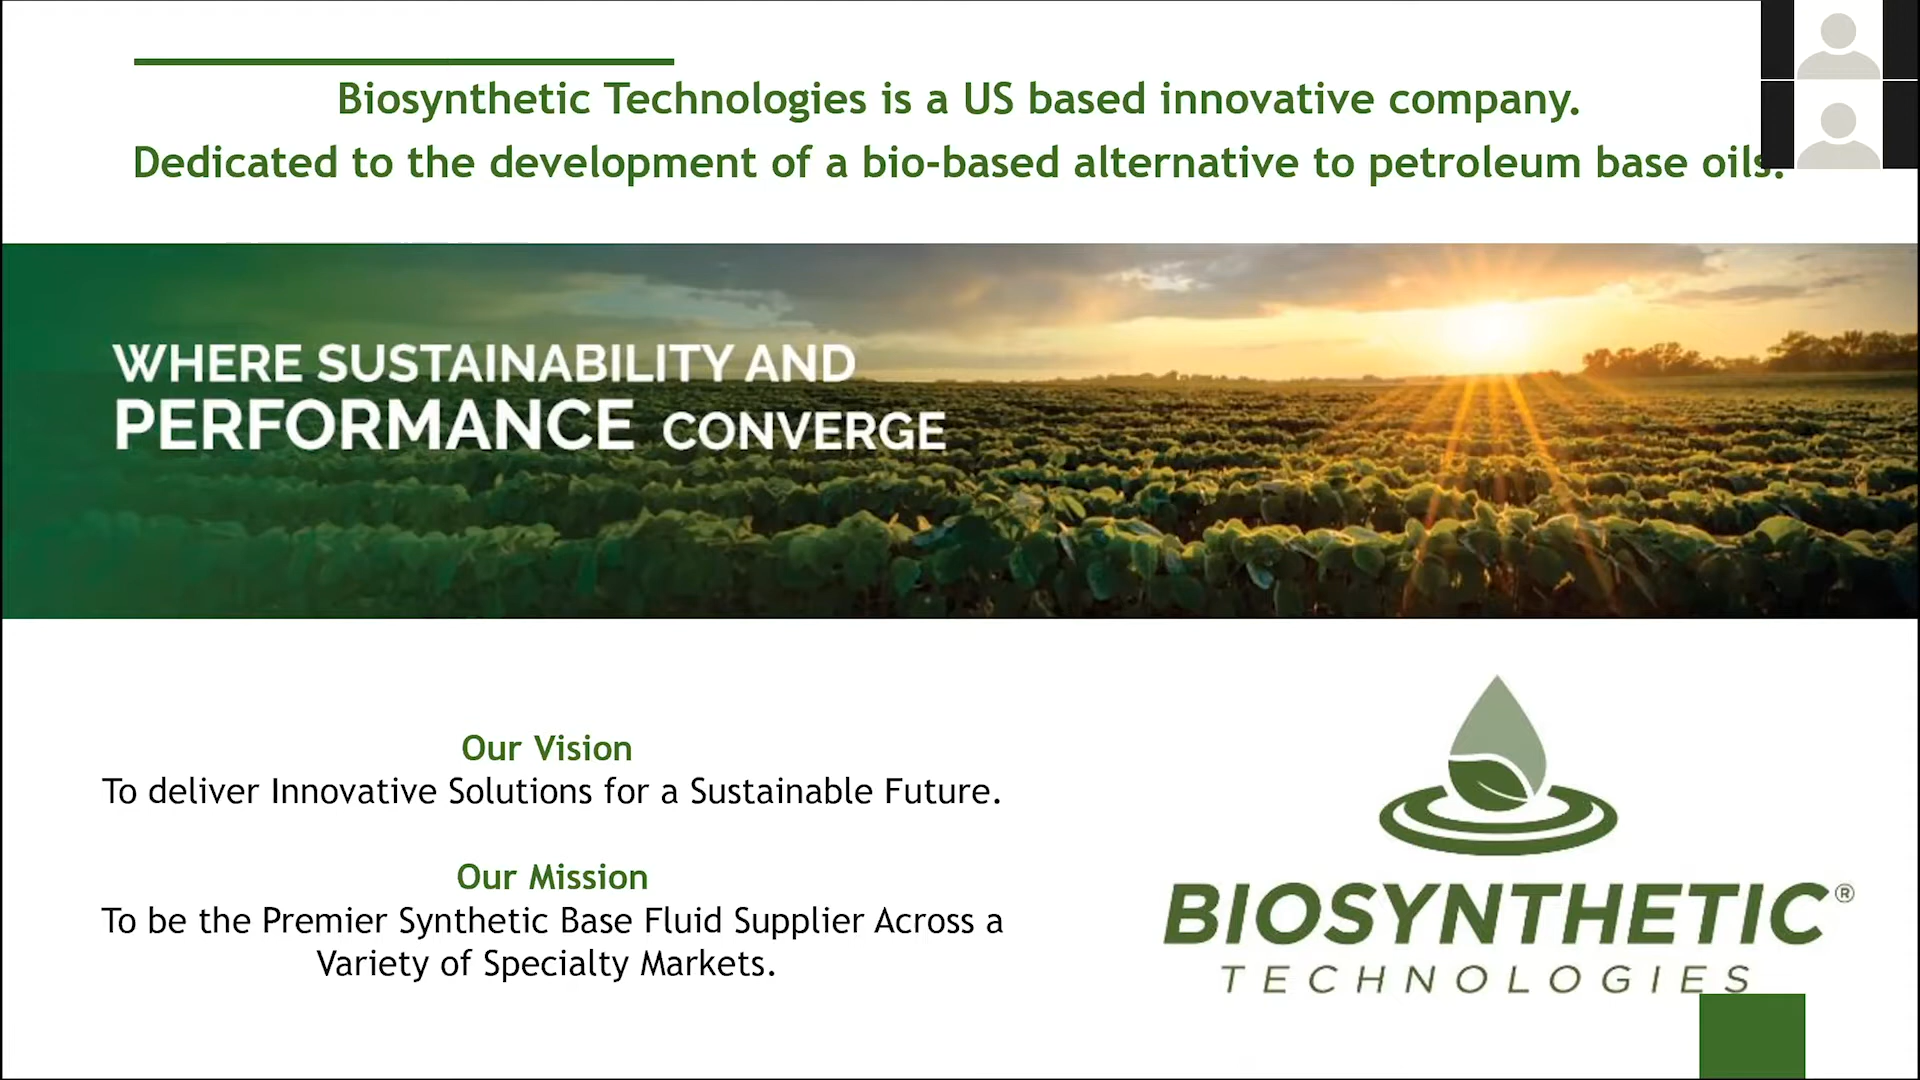 Biosynthetic Technologies is a US based innovative company.
Dedicated to the development of a bio-based alternative to petroleum base oils.
WHERE SUSTAINABILITY AND
PERFORMANCE CONVERGE
Our Vision
To deliver Innovative Solutions for a Sustainable Future.
Our Mission
To be the Premier Synthetic Base Fluid Supplier Across a
Variety of Specialty Markets.
BIOSYNTHETIC®
TECHNOLOGIES